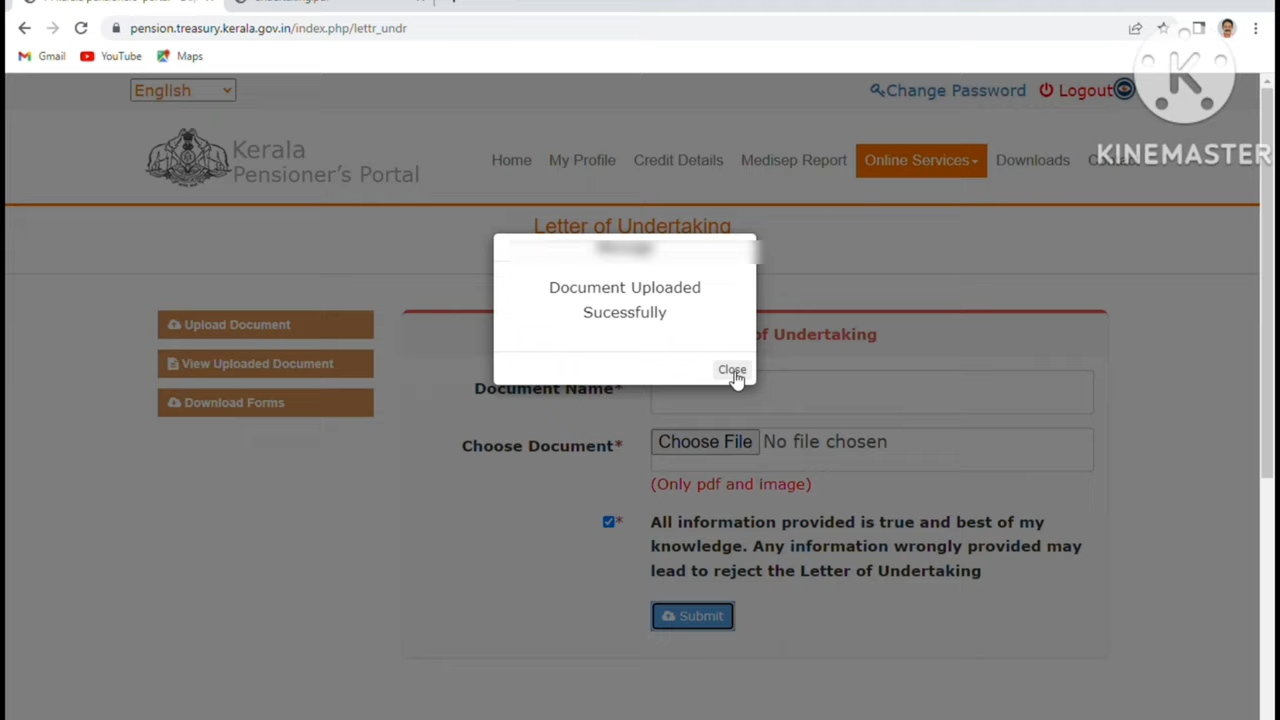 pension.treasury.kerala.gov.in/index.php/lettr_undr
Gmail YouTube Maps
English Change Password Logout
KINEMASTER
Kerala
Pensioner's Portal
Home My Profile Credit Details Medisep Report Online Services Downloads
Letter of Undertaking
Document Uploaded
Sucessfully
Close
Upload Document
View Uploaded Document
Download Forms
of Undertaking
Document Name*
Choose Document* Choose File No file chosen
(Only pdf and image)
* All information provided is true and best of my
knowledge. Any information wrongly provided may
lead to reject the Letter of Undertaking
Submit